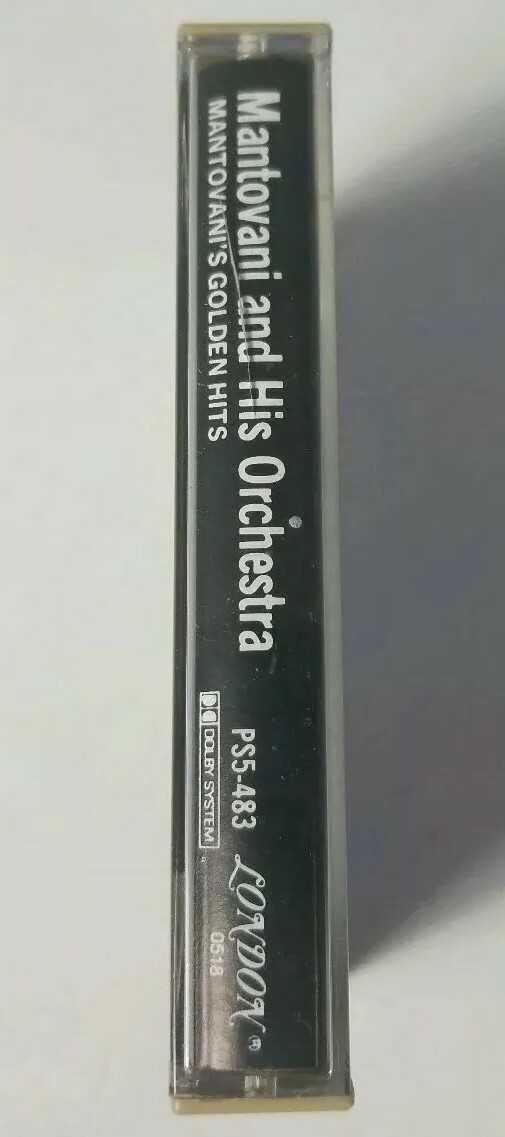 Mantovani and His Orchestra
MANTOVANI'S GOLDEN HITS
PS5-483
DOLBY SYSTEM
LONDON ®
0518